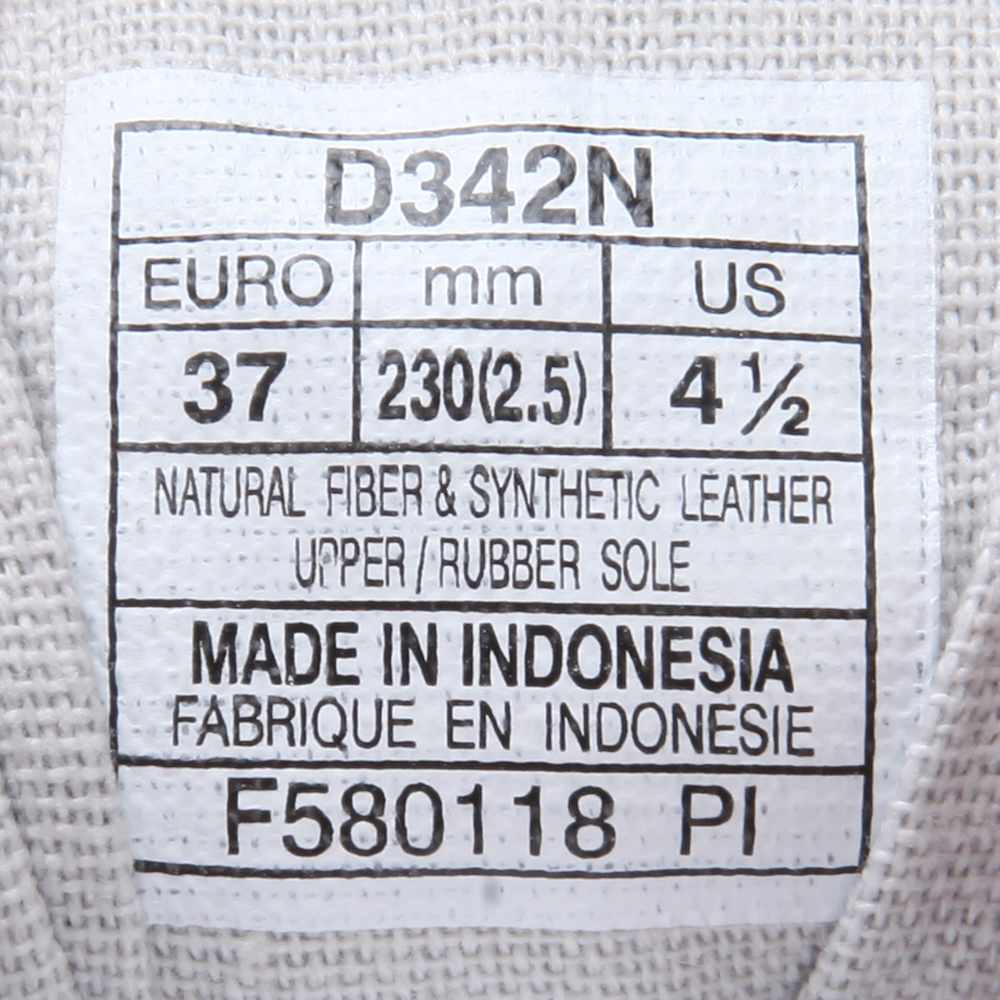 D342N
EURO mm US
37 230(2.5) 4 ½
NATURAL FIBER & SYNTHETIC LEATHER
UPPER / RUBBER SOLE
MADE IN INDONESIA
FABRIQUE EN INDONESIE
F580118 PI